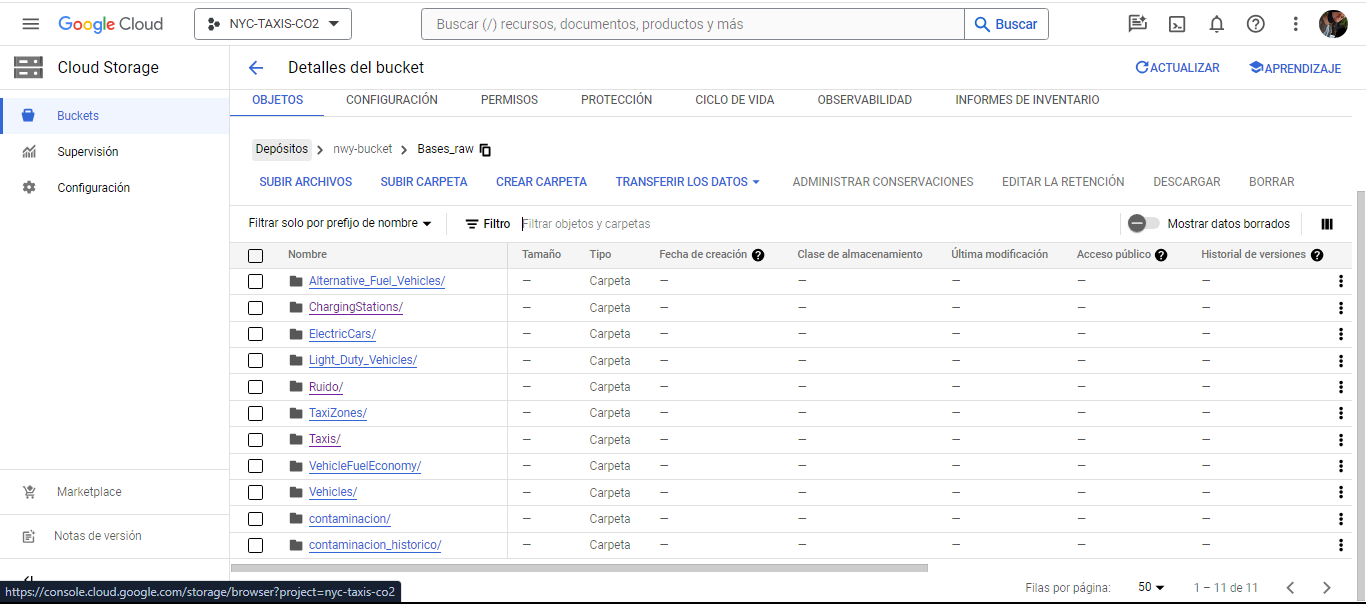 Google Cloud
NYC-TAXIS-CO2
Buscar (/) recursos, documentos, productos y más
Buscar
Cloud Storage
Detalles del bucket
ACTUALIZAR
APRENDIZAJE
OBJETOS CONFIGURACIÓN PERMISOS PROTECCIÓN CICLO DE VIDA OBSERVABILIDAD INFORMES DE INVENTARIO
Buckets
Supervisión
Configuración
Depósitos > nwy-bucket > Bases_raw
SUBIR ARCHIVOS SUBIR CARPETA CREAR CARPETA TRANSFERIR LOS DATOS ADMINISTRAR CONSERVACIONES EDITAR LA RETENCIÓN DESCARGAR BORRAR
Filtrar solo por prefijo de nombre Filtro Filtrar objetos y carpetas Mostrar datos borrados
Nombre Tamaño Tipo Fecha de creación Clase de almacenamiento Última modificación Acceso público Historial de versiones
Alternative_Fuel_Vehicles/ — Carpeta — — — — —
ChargingStations/ — Carpeta — — — — —
ElectricCars/ — Carpeta — — — — —
Light_Duty_Vehicles/ — Carpeta — — — — —
Ruido/ — Carpeta — — — — —
TaxiZones/ — Carpeta — — — — —
Taxis/ — Carpeta — — — — —
VehicleFuelEconomy/ — Carpeta — — — — —
Vehicles/ — Carpeta — — — — —
contaminacion/ — Carpeta — — — — —
contaminacion_historico/ — Carpeta — — — — —
Marketplace
Notas de versión
Filas por página: 50 1 – 11 de 11
https://console.cloud.google.com/storage/browser?project=nyc-taxis-co2